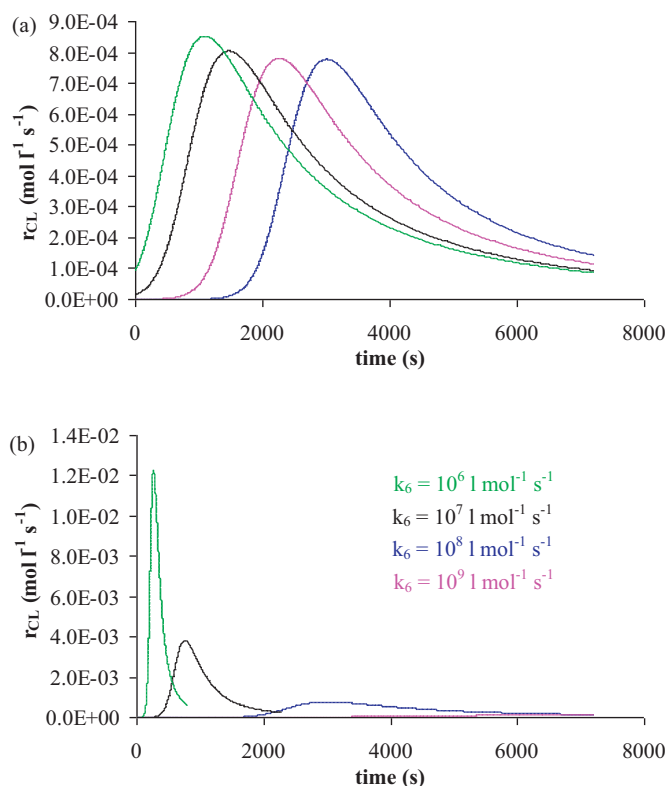 (a)
9.0E-04
8.0E-04
7.0E-04
6.0E-04
5.0E-04
4.0E-04
3.0E-04
2.0E-04
1.0E-04
0.0E+00
r_CL (mol l⁻¹ s⁻¹)
0 2000 4000 6000 8000
time (s)
(b)
1.4E-02
1.2E-02
1.0E-02
8.0E-03
6.0E-03
4.0E-03
2.0E-03
0.0E+00
r_CL (mol l⁻¹ s⁻¹)
k₆ = 10⁶ l mol⁻¹ s⁻¹
k₆ = 10⁷ l mol⁻¹ s⁻¹
k₆ = 10⁸ l mol⁻¹ s⁻¹
k₆ = 10⁹ l mol⁻¹ s⁻¹
0 2000 4000 6000 8000
time (s)